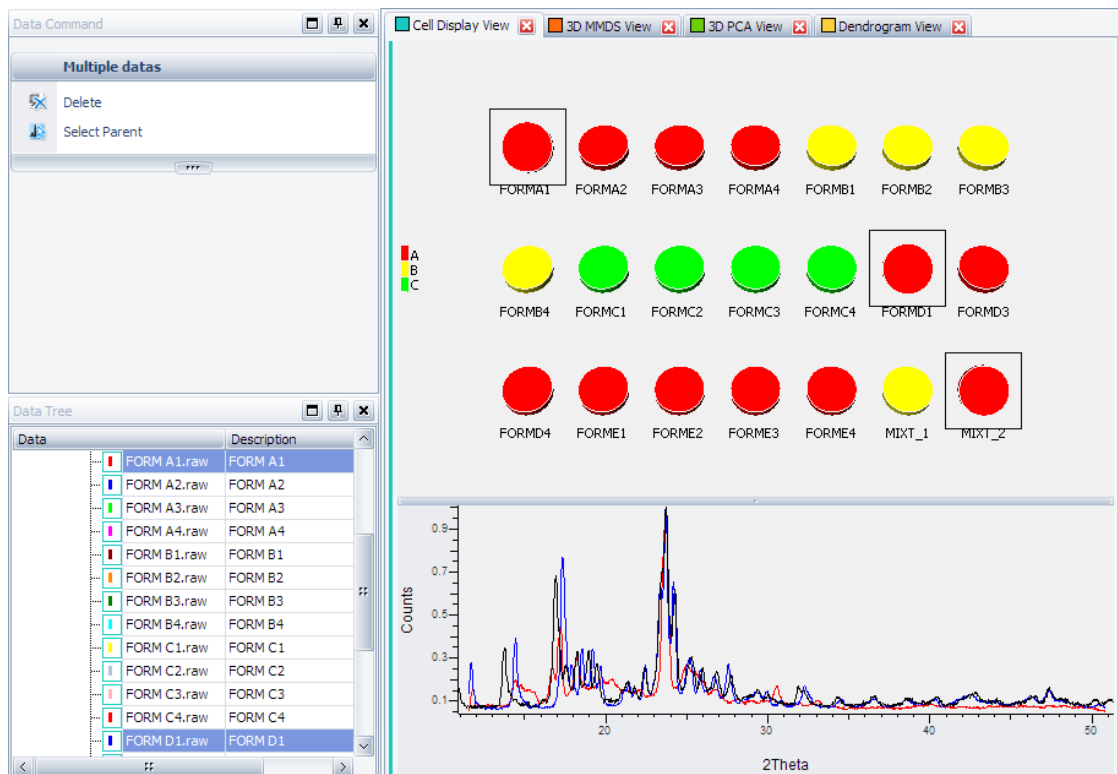 Data Command
Multiple datas
Delete
Select Parent
Data Tree
Data Description
FORM A1.raw FORM A1
FORM A2.raw FORM A2
FORM A3.raw FORM A3
FORM A4.raw FORM A4
FORM B1.raw FORM B1
FORM B2.raw FORM B2
FORM B3.raw FORM B3
FORM B4.raw FORM B4
FORM C1.raw FORM C1
FORM C2.raw FORM C2
FORM C3.raw FORM C3
FORM C4.raw FORM C4
FORM D1.raw FORM D1
Cell Display View 3D MMDS View 3D PCA View Dendrogram View
FORMA1 FORMA2 FORMA3 FORMA4 FORMB1 FORMB2 FORMB3
A
B
C
FORMB4 FORMC1 FORMC2 FORMC3 FORMC4 FORMD1 FORMD3
FORMD4 FORME1 FORME2 FORME3 FORME4 MIXT_1 MIXT_2
Counts
0.9
0.7
0.5
0.3
0.1
20 30 40 50
2Theta